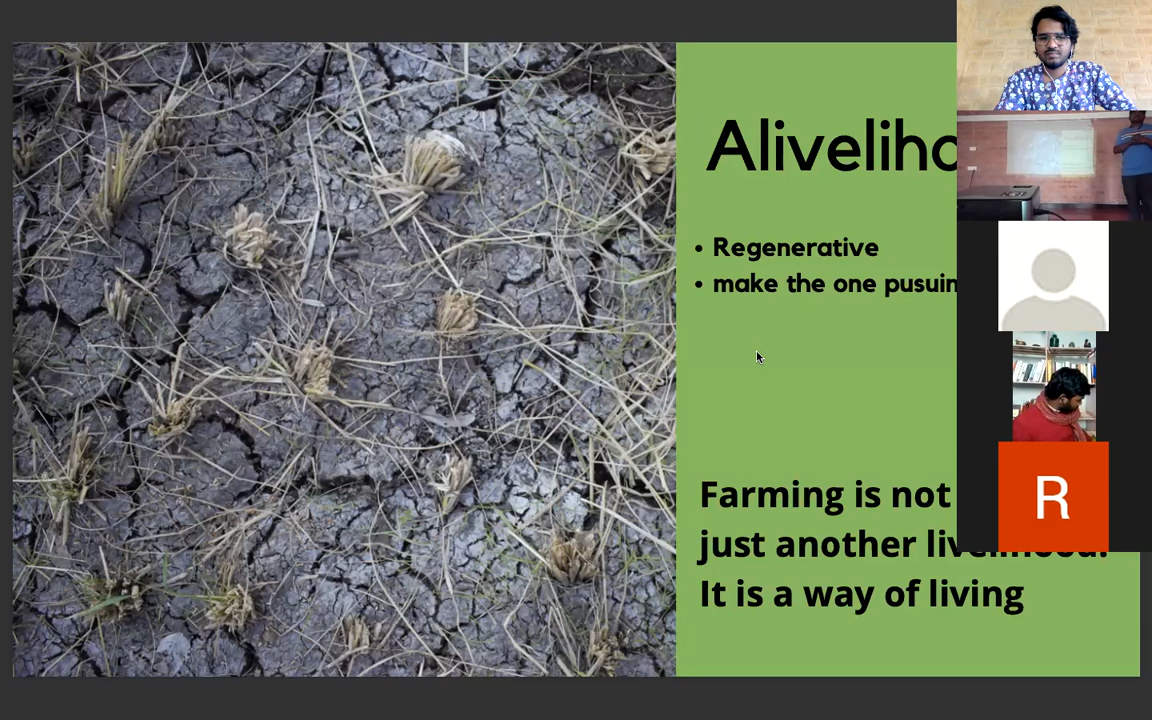 Aliveliho
• Regenerative
• make the one pusuin
Farming is not
just another livelihood.
It is a way of living
R